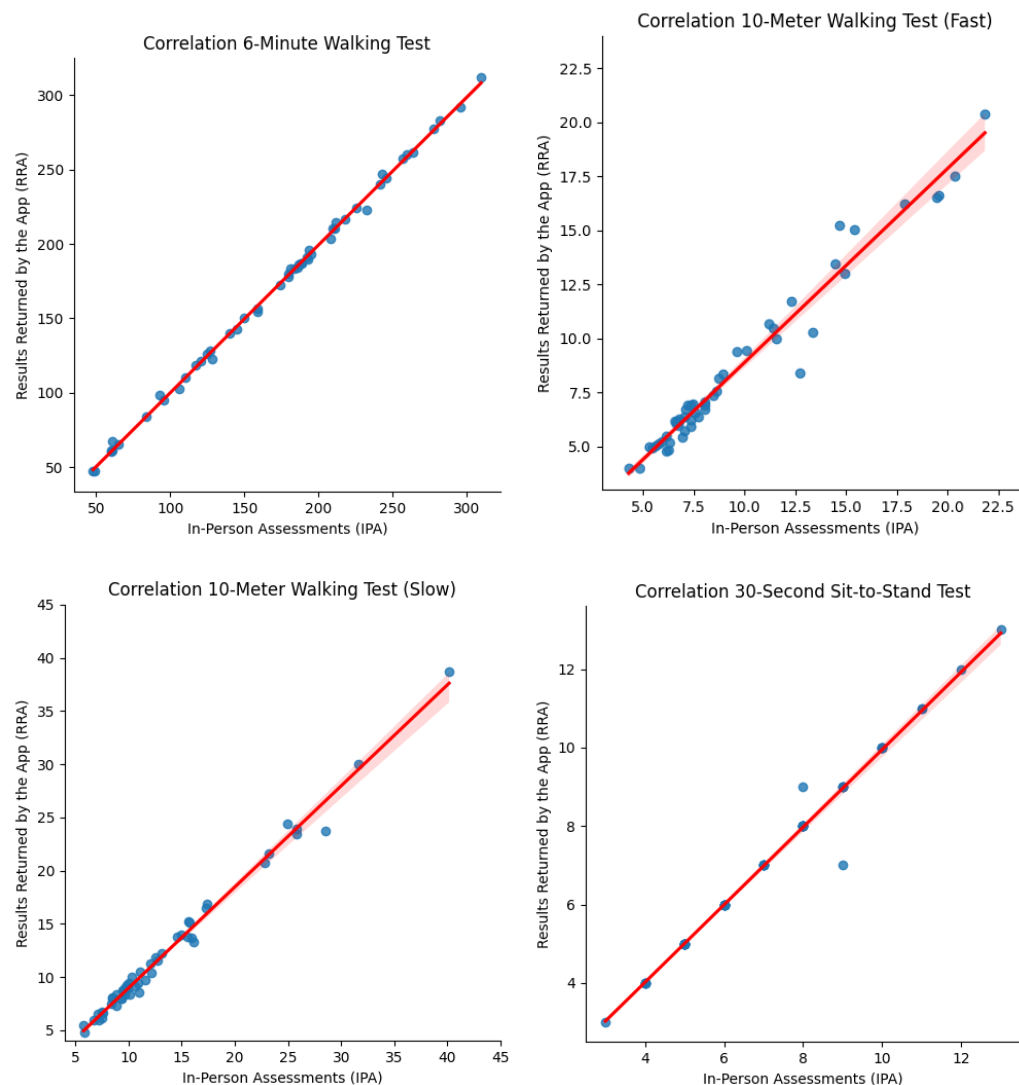 Correlation 6-Minute Walking Test
Results Returned by the App (RRA)
300
250
200
150
100
50
50 100 150 200 250 300
In-Person Assessments (IPA)
Correlation 10-Meter Walking Test (Fast)
Results Returned by the App (RRA)
22.5
20.0
17.5
15.0
12.5
10.0
7.5
5.0
5.0 7.5 10.0 12.5 15.0 17.5 20.0 22.5
In-Person Assessments (IPA)
Correlation 10-Meter Walking Test (Slow)
Results Returned by the App (RRA)
45
40
35
30
25
20
15
10
5
5 10 15 20 25 30 35 40 45
In-Person Assessments (IPA)
Correlation 30-Second Sit-to-Stand Test
Results Returned by the App (RRA)
12
10
8
6
4
4 6 8 10 12
In-Person Assessments (IPA)